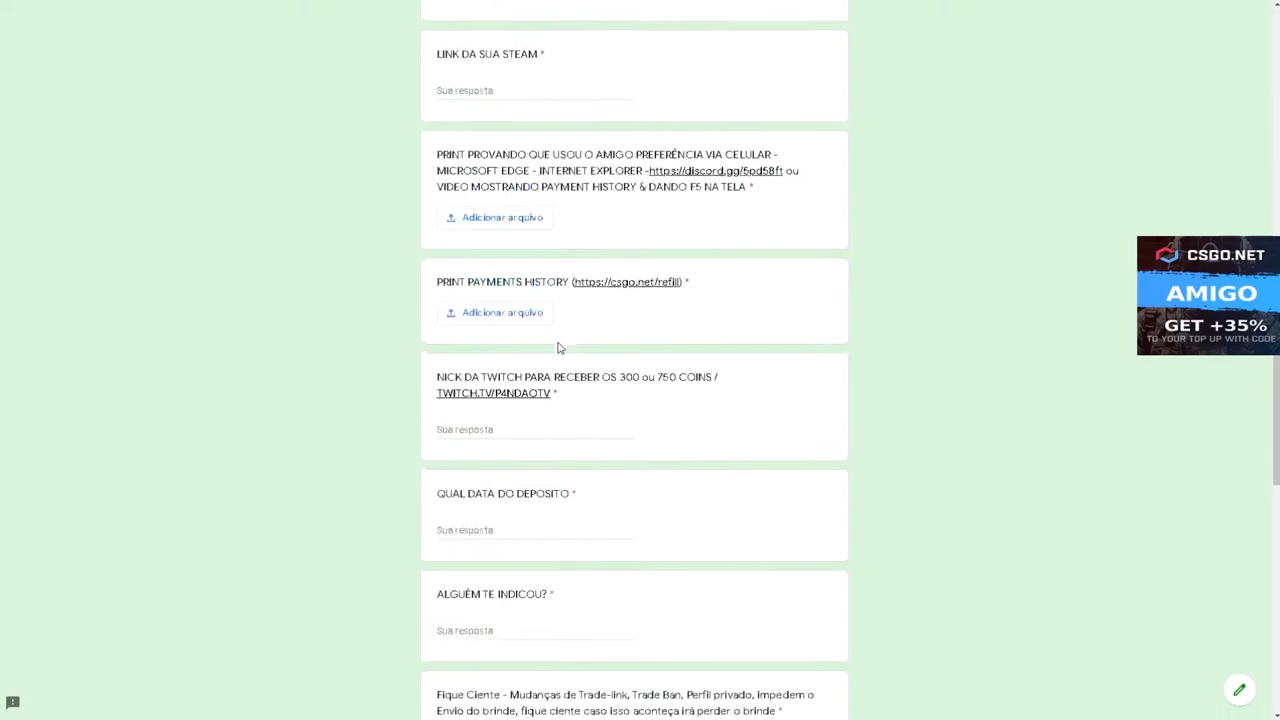 LINK DA SUA STEAM *
Sua resposta
PRINT PROVANDO QUE USOU O AMIGO PREFERÊNCIA VIA CELULAR -
MICROSOFT EDGE - INTERNET EXPLORER -https://discord.gg/5pd58ft ou
VIDEO MOSTRANDO PAYMENT HISTORY & DANDO F5 NA TELA *
Adicionar arquivo
PRINT PAYMENTS HISTORY (https://csgo.net/refill) *
Adicionar arquivo
NICK DA TWITCH PARA RECEBER OS 300 ou 750 COINS /
TWITCH.TV/P4NDAOTV *
Sua resposta
QUAL DATA DO DEPOSITO *
Sua resposta
ALGUÉM TE INDICOU? *
Sua resposta
Fique Ciente - Mudanças de Trade-link, Trade Ban, Perfil privado, impedem o
Envio do brinde, fique ciente caso isso aconteça irá perder o brinde *
CSGO.NET
AMIGO
GET +35%
TO YOUR TOP UP WITH CODE